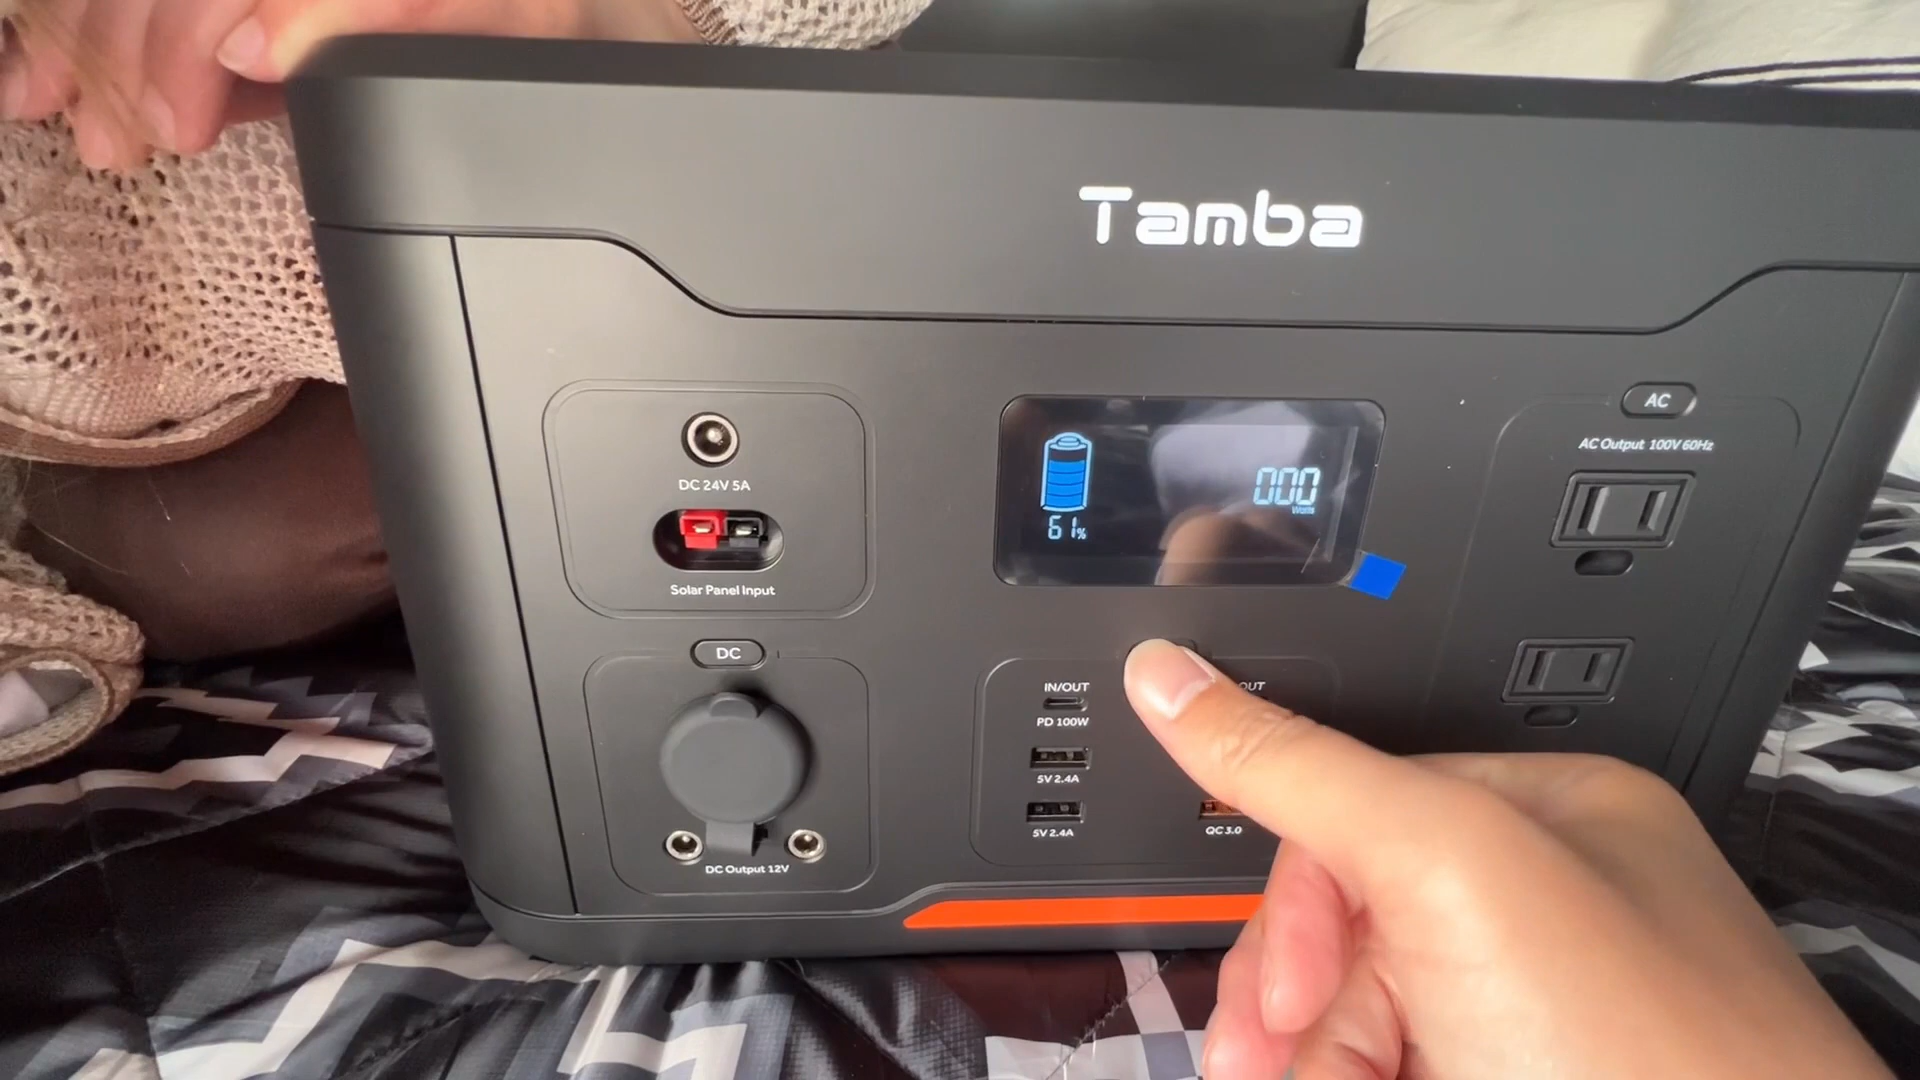 Tamba
AC
AC Output 100V 60Hz
DC 24V 5A
Solar Panel Input
61%
000
Watts
DC
DC Output 12V
IN/OUT
PD 100W
5V 2.4A
5V 2.4A
OUT
QC 3.0